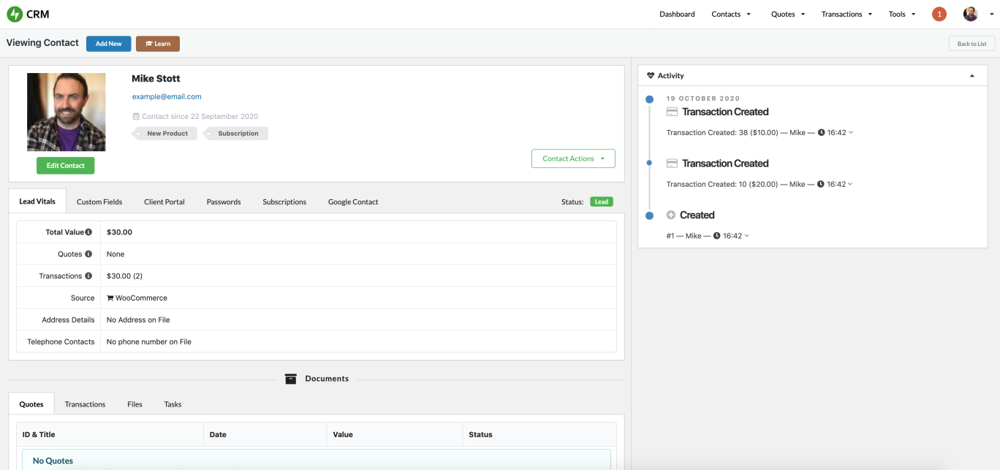 CRM
Dashboard
Contacts
Quotes
Transactions
Tools
1
Viewing Contact
Add New
Learn
Back to List
Mike Stott
example@email.com
Contact since 22 September 2020
New Product
Subscription
Edit Contact
Contact Actions
Lead Vitals
Custom Fields
Client Portal
Passwords
Subscriptions
Google Contact
Status: Lead
Total Value $30.00
Quotes None
Transactions $30.00 (2)
Source WooCommerce
Address Details No Address on File
Telephone Contacts No phone number on File
Documents
Quotes
Transactions
Files
Tasks
ID & Title
Date
Value
Status
No Quotes
Activity
19 OCTOBER 2020
Transaction Created
Transaction Created: 38 ($10.00) — Mike — 16:42
Transaction Created
Transaction Created: 10 ($20.00) — Mike — 16:42
Created
#1 — Mike — 16:42